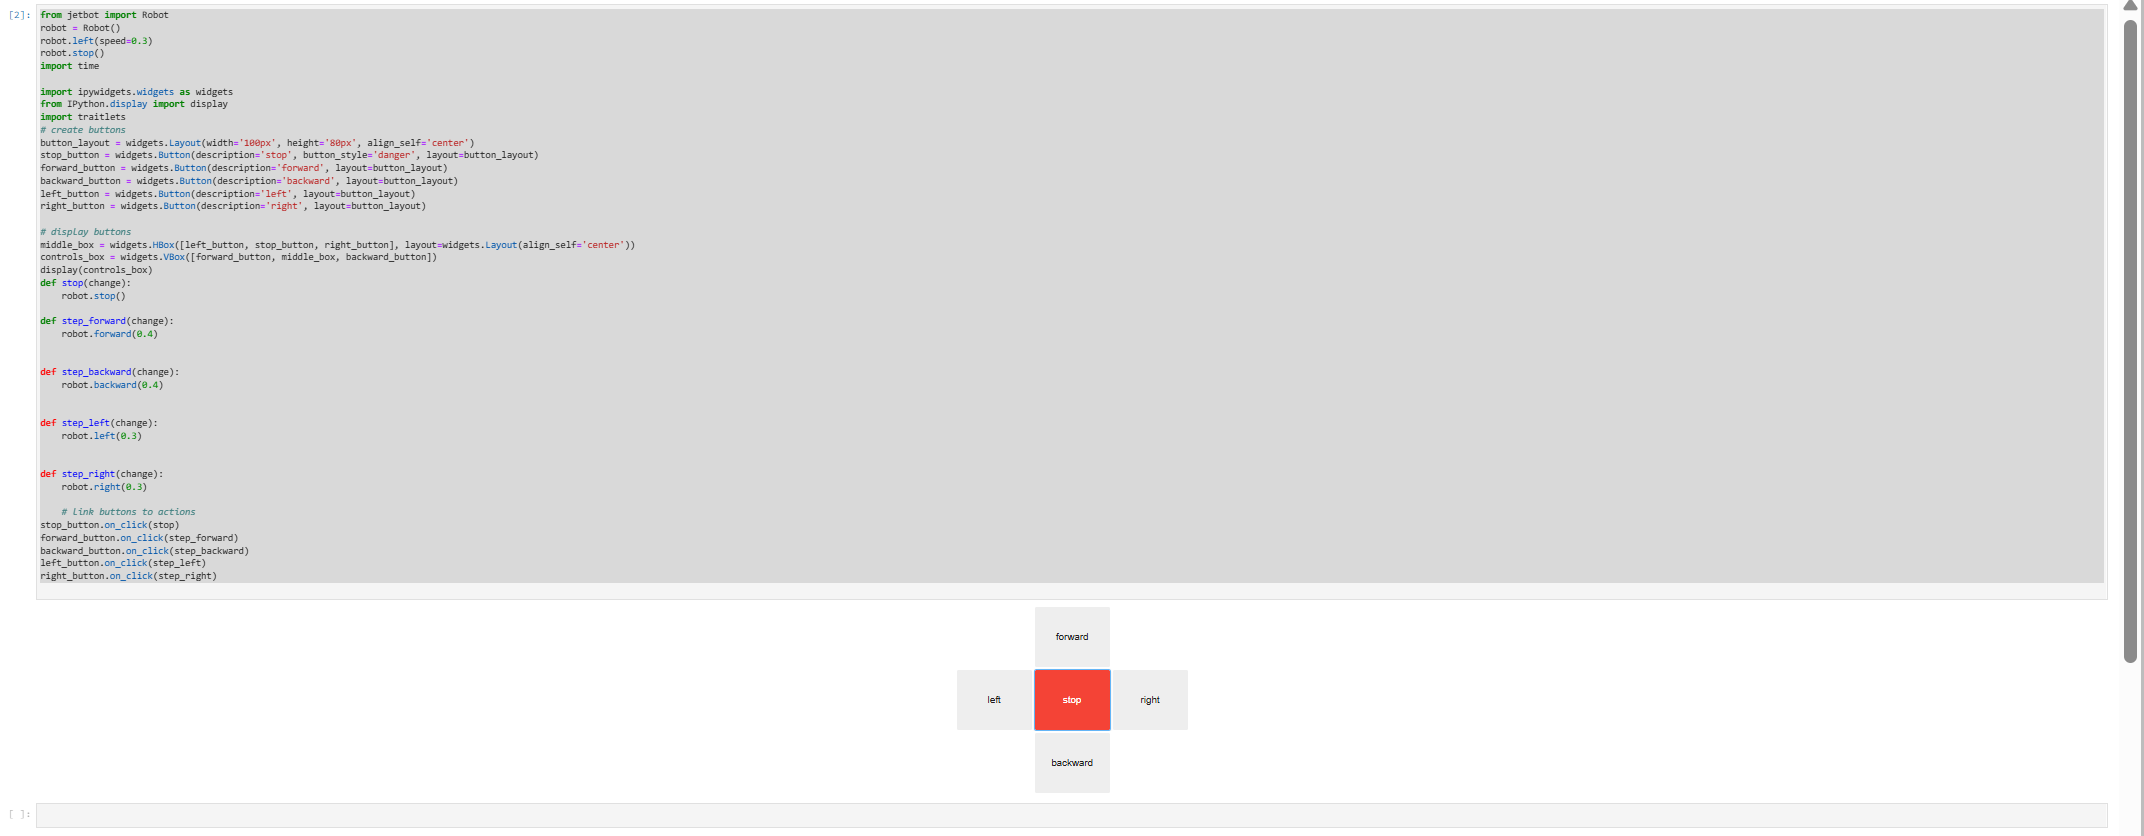 [2]:
from jetbot import Robot
robot = Robot()
robot.left(speed=0.3)
robot.stop()
import time

import ipywidgets.widgets as widgets
from IPython.display import display
import traitlets
# create buttons
button_layout = widgets.Layout(width='100px', height='80px', align_self='center')
stop_button = widgets.Button(description='stop', button_style='danger', layout=button_layout)
forward_button = widgets.Button(description='forward', layout=button_layout)
backward_button = widgets.Button(description='backward', layout=button_layout)
left_button = widgets.Button(description='left', layout=button_layout)
right_button = widgets.Button(description='right', layout=button_layout)

# display buttons
middle_box = widgets.HBox([left_button, stop_button, right_button], layout=widgets.Layout(align_self='center'))
controls_box = widgets.VBox([forward_button, middle_box, backward_button])
display(controls_box)
def stop(change):
    robot.stop()

def step_forward(change):
    robot.forward(0.4)


def step_backward(change):
    robot.backward(0.4)


def step_left(change):
    robot.left(0.3)


def step_right(change):
    robot.right(0.3)

    # link buttons to actions
stop_button.on_click(stop)
forward_button.on_click(step_forward)
backward_button.on_click(step_backward)
left_button.on_click(step_left)
right_button.on_click(step_right)
forward
left stop right
backward
[ ]: